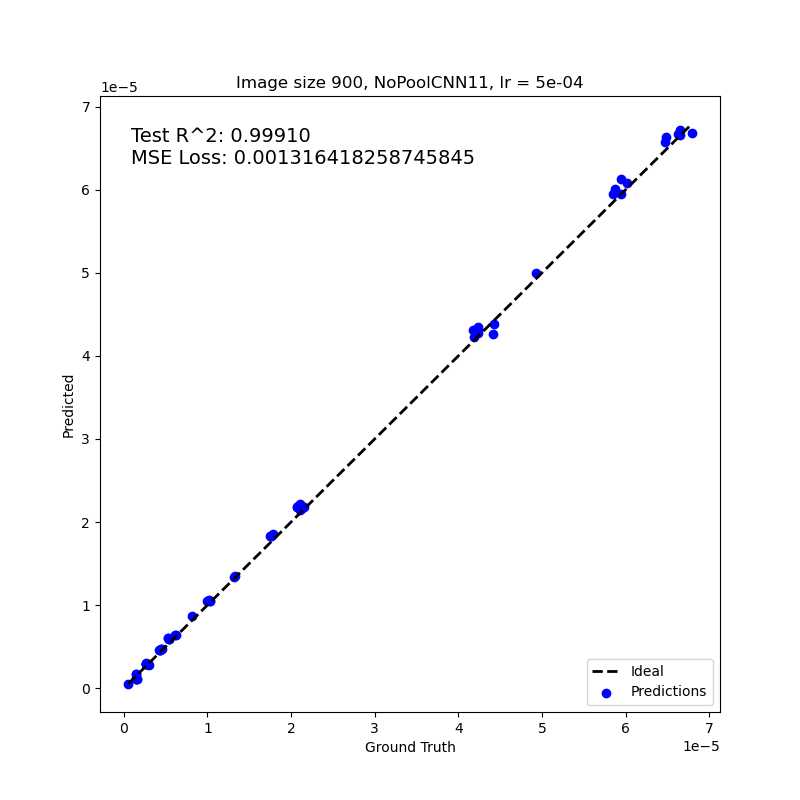 Image size 900, NoPoolCNN11, lr = 5e-04
1e−5
Test R^2: 0.99910
MSE Loss: 0.001316418258745845
7
6
5
4
3
2
1
0
Predicted
Ideal
Predictions
0 1 2 3 4 5 6 7
Ground Truth
1e−5